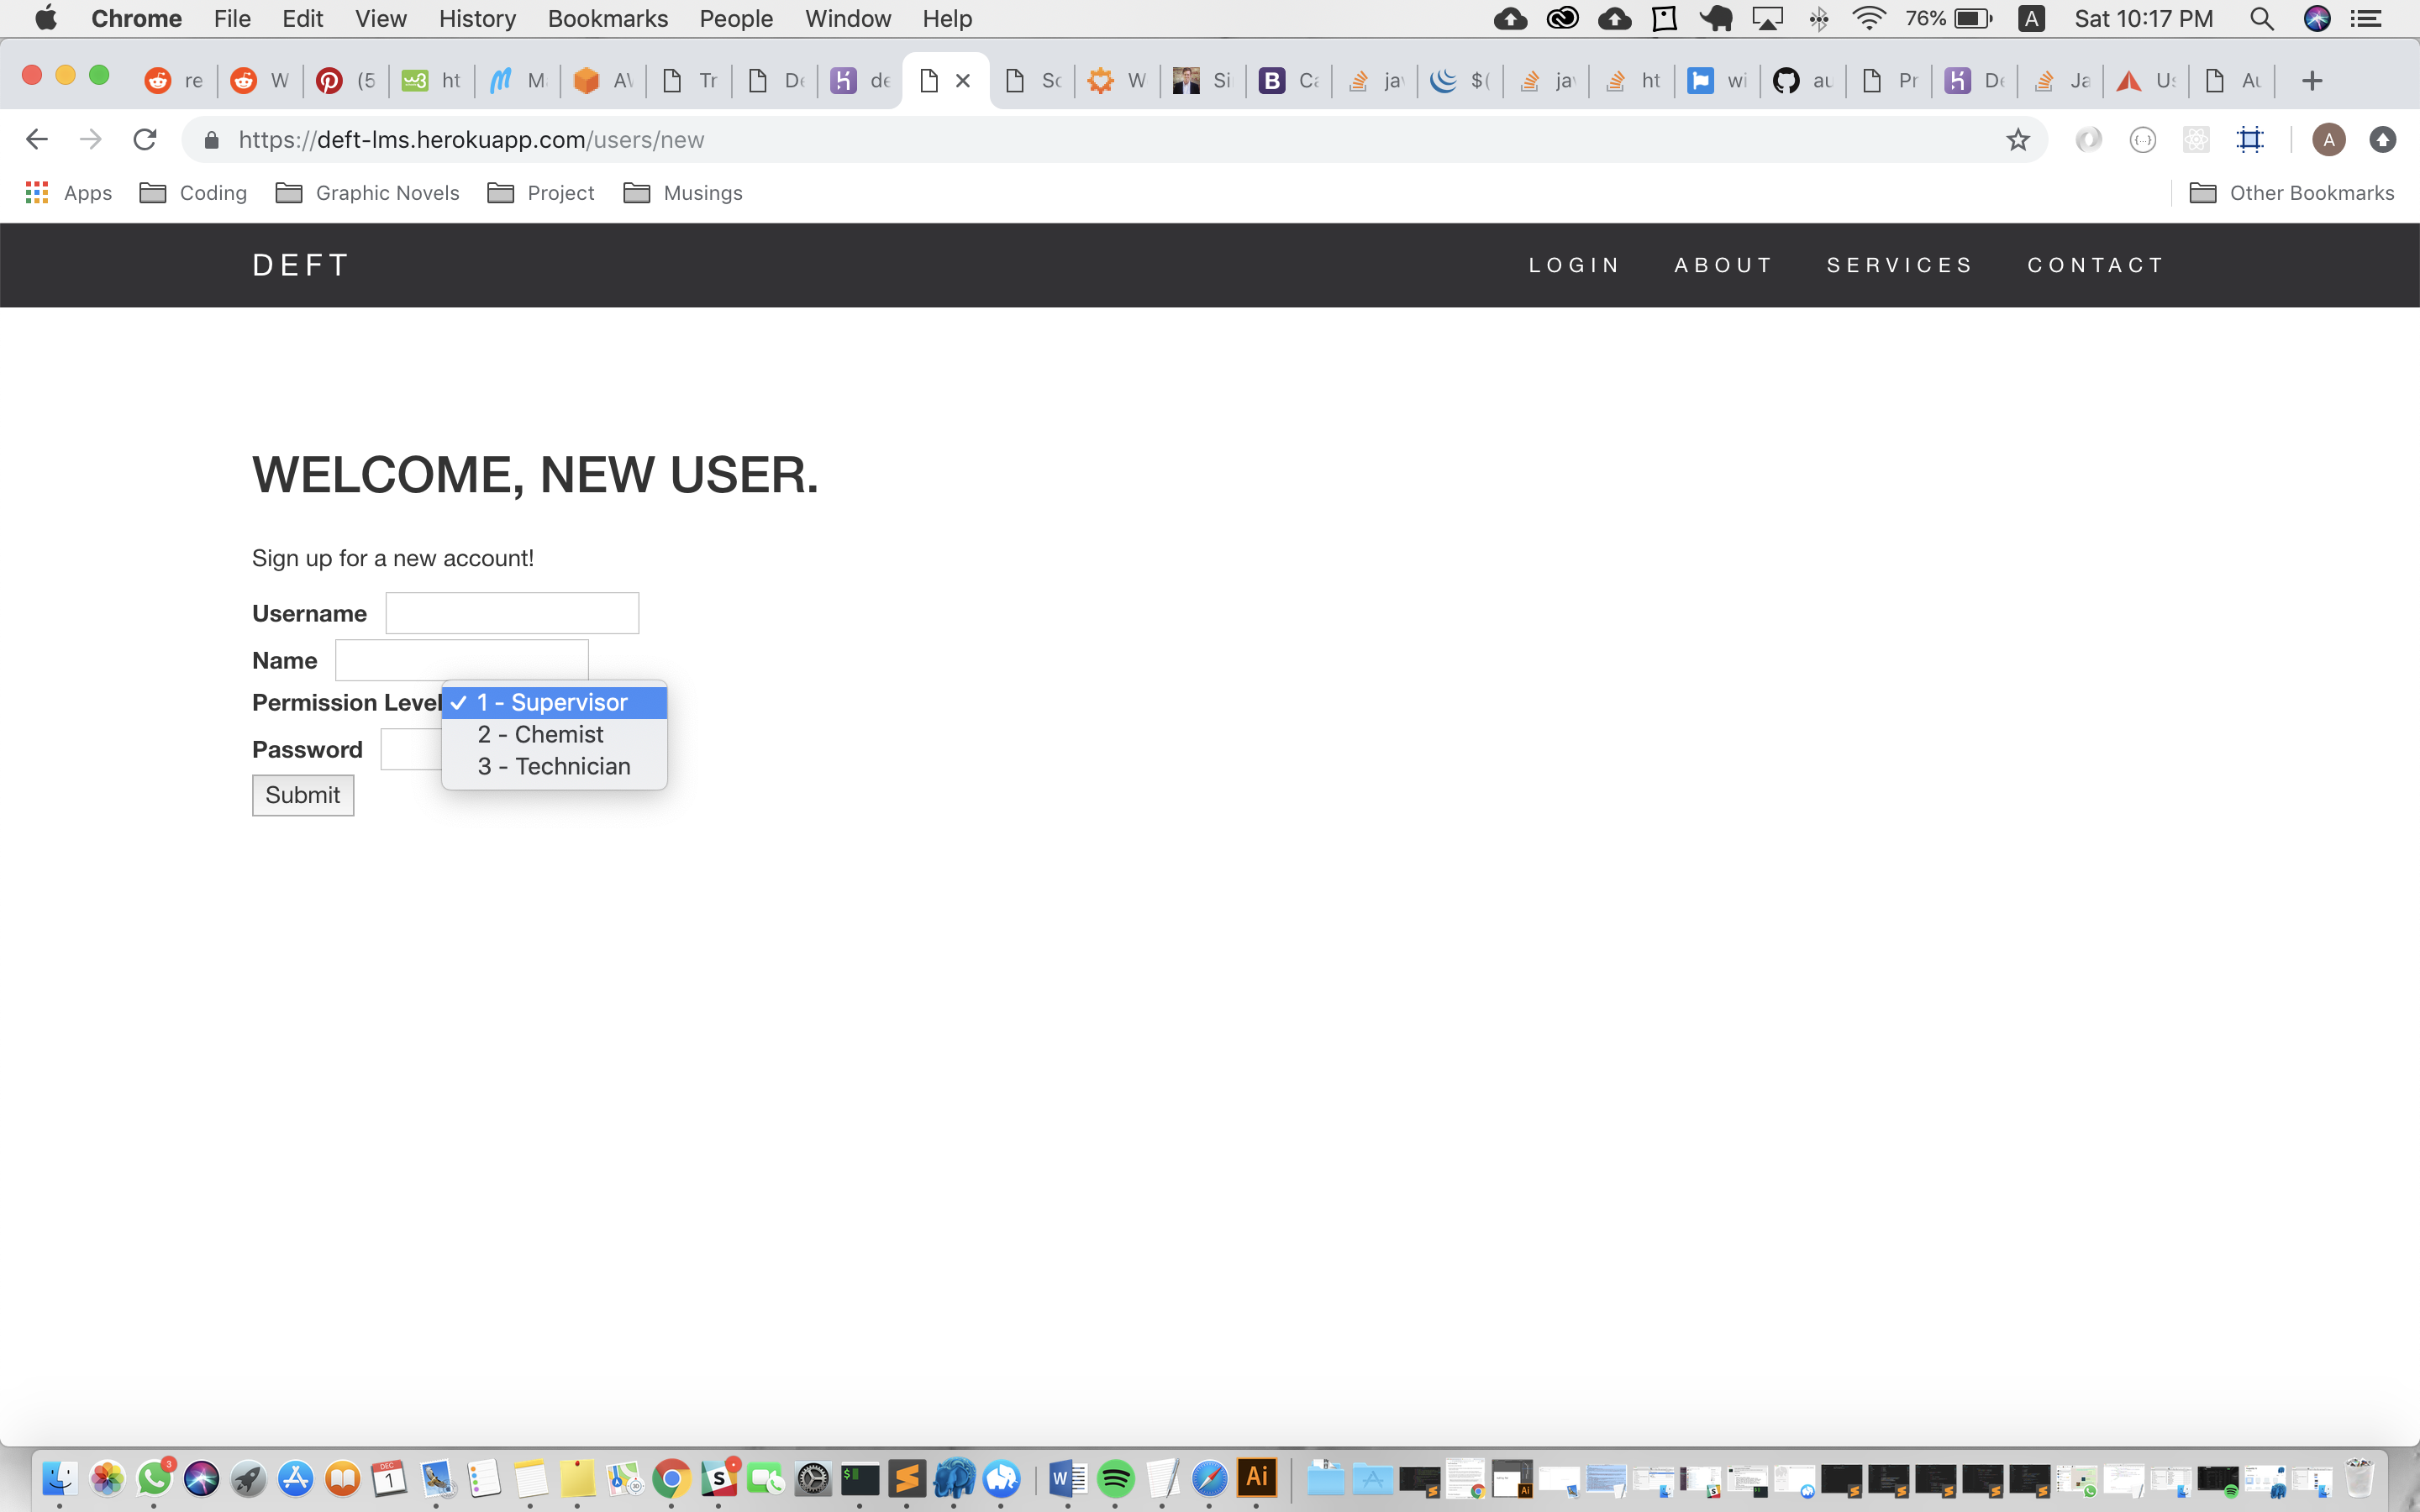 Chrome File Edit View History Bookmarks People Window Help 76% A Sat 10:17 PM
re W (5 ht M A Tr De de Sc W Si B Ca ja $( ja ht wi au Pr De Ja Us Au
https://deft-lms.herokuapp.com/users/new A
Apps Coding Graphic Novels Project Musings Other Bookmarks
DEFT LOGIN ABOUT SERVICES CONTACT
WELCOME, NEW USER.
Sign up for a new account!
Username
Name
Permission Level ✓ 1 - Supervisor
2 - Chemist
3 - Technician
Password
Submit
3 DEC 1 W Ai